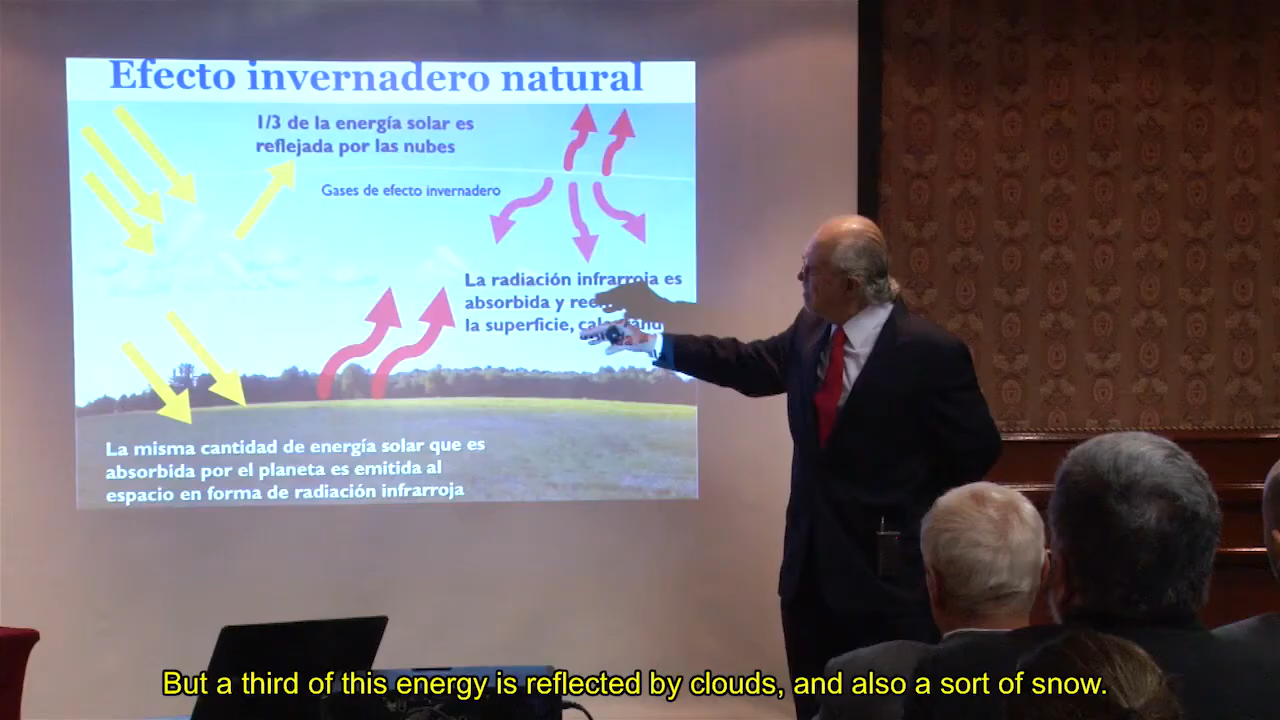 Efecto invernadero natural
1/3 de la energía solar es
reflejada por las nubes
Gases de efecto invernadero
La radiación infrarroja es
absorbida y
la superficie,
La misma cantidad de energía solar que es
absorbida por el planeta es emitida al
espacio en forma de radiación infrarroja
But a third of this energy is reflected by clouds, and also a sort of snow.